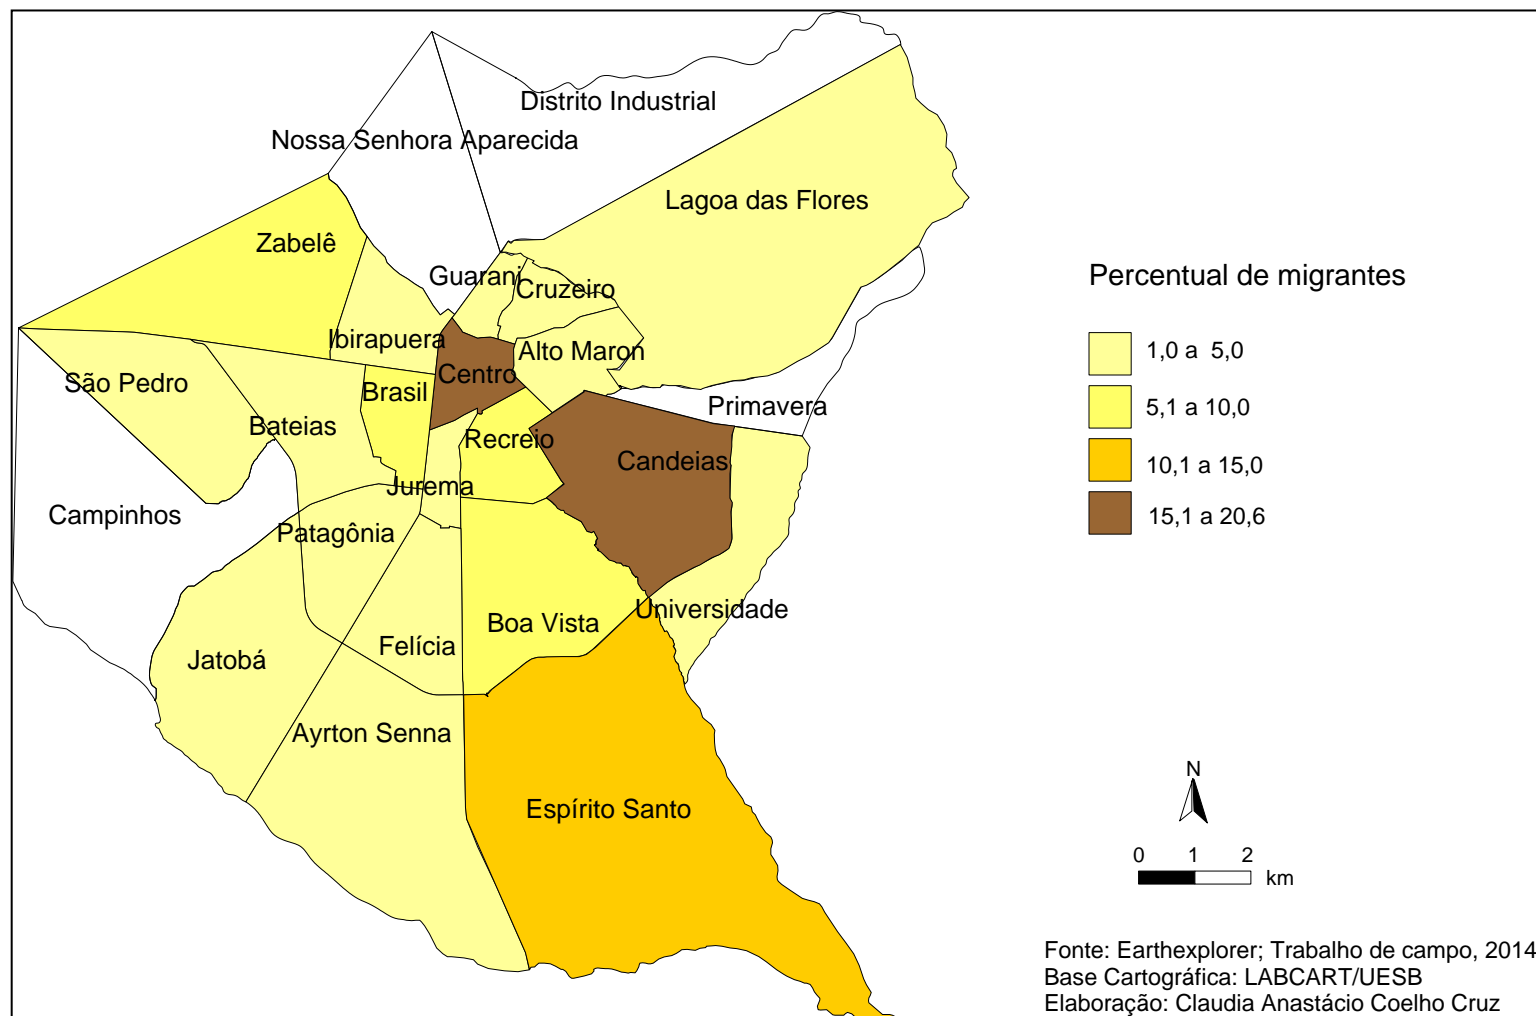 Distrito Industrial
Nossa Senhora Aparecida
Lagoa das Flores
Zabelê
Guarani
Cruzeiro
Ibirapuera
Alto Maron
Centro
São Pedro
Brasil
Primavera
Bateias
Recreio
Candeias
Jurema
Campinhos
Patagônia
Universidade
Boa Vista
Felícia
Jatobá
Ayrton Senna
Espírito Santo
Percentual de migrantes
1,0 a 5,0
5,1 a 10,0
10,1 a 15,0
15,1 a 20,6
N
0 1 2
km
Fonte: Earthexplorer; Trabalho de campo, 2014
Base Cartográfica: LABCART/UESB
Elaboração: Claudia Anastácio Coelho Cruz